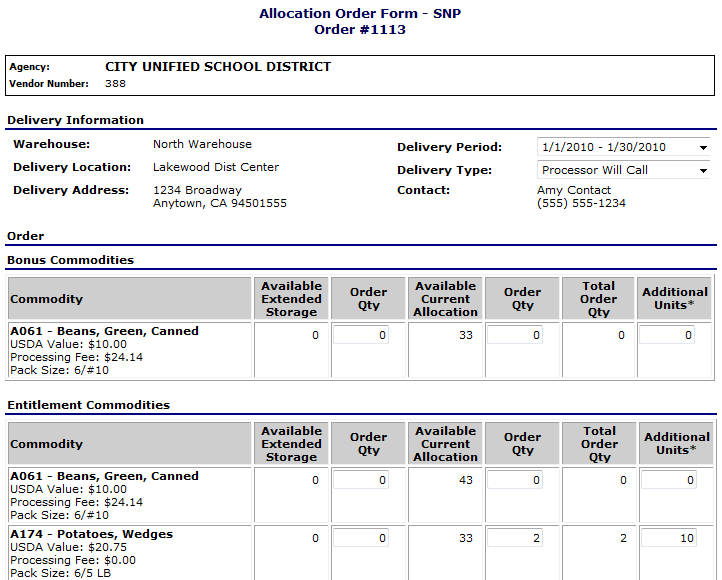 Allocation Order Form - SNP
Order #1113
Agency: CITY UNIFIED SCHOOL DISTRICT
Vendor Number: 388
Delivery Information
Warehouse: North Warehouse Delivery Period: 1/1/2010 - 1/30/2010
Delivery Location: Lakewood Dist Center Delivery Type: Processor Will Call
Delivery Address: 1234 Broadway Contact: Amy Contact
Anytown, CA 94501555 (555) 555-1234
Order
Bonus Commodities
Commodity Available Extended Storage Order Qty Available Current Allocation Order Qty Total Order Qty Additional Units*
A061 - Beans, Green, Canned 0 0 33 0 0 0
USDA Value: $10.00
Processing Fee: $24.14
Pack Size: 6/#10
Entitlement Commodities
Commodity Available Extended Storage Order Qty Available Current Allocation Order Qty Total Order Qty Additional Units*
A061 - Beans, Green, Canned 0 0 43 0 0 0
USDA Value: $10.00
Processing Fee: $24.14
Pack Size: 6/#10
A174 - Potatoes, Wedges 0 0 33 2 2 10
USDA Value: $20.75
Processing Fee: $0.00
Pack Size: 6/5 LB